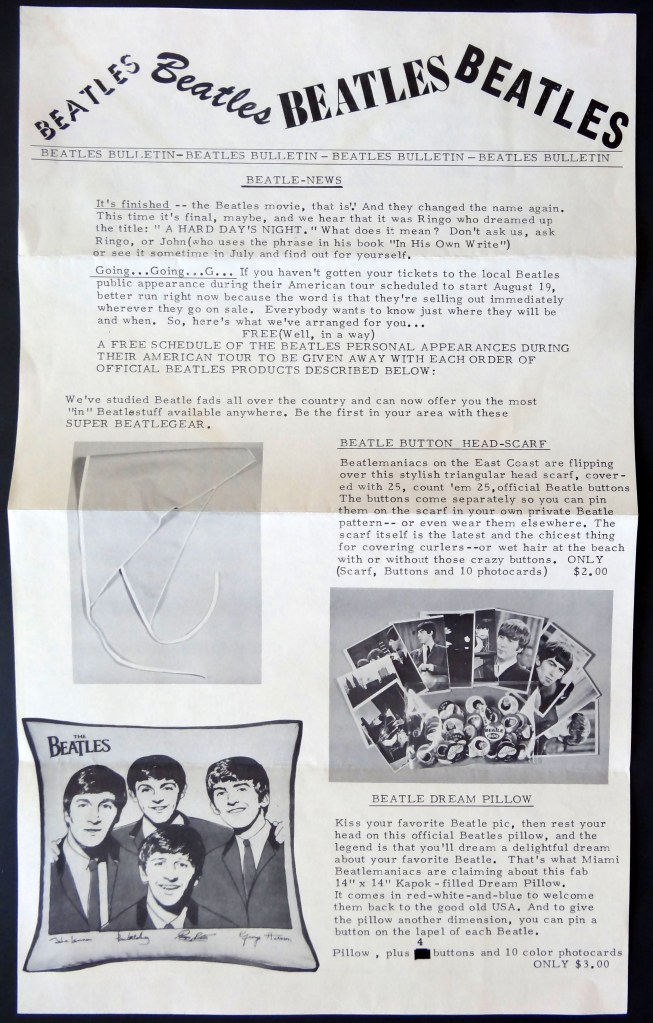 BEATLES Beatles BEATLES BEATLES
BEATLES BULLETIN-BEATLES BULLETIN - BEATLES BULLETIN - BEATLES BULLETIN
BEATLE-NEWS
It's finished -- the Beatles movie, that is! And they changed the name again.
This time it's final, maybe, and we hear that it was Ringo who dreamed up
the title: " A HARD DAY'S NIGHT." What does it mean? Don't ask us, ask
Ringo, or John(who uses the phrase in his book "In His Own Write")
or see it sometime in July and find out for yourself.
Going...Going...G... If you haven't gotten your tickets to the local Beatles
public appearance during their American tour scheduled to start August 19,
better run right now because the word is that they're selling out immediately
wherever they go on sale. Everybody wants to know just where they will be
and when. So, here's what we've arranged for you...
FREE(Well, in a way)
A FREE SCHEDULE OF THE BEATLES PERSONAL APPEARANCES DURING
THEIR AMERICAN TOUR TO BE GIVEN AWAY WITH EACH ORDER OF
OFFICIAL BEATLES PRODUCTS DESCRIBED BELOW:
We've studied Beatle fads all over the country and can now offer you the most
"in" Beatlestuff available anywhere. Be the first in your area with these
SUPER BEATLEGEAR.
BEATLE BUTTON HEAD-SCARF
Beatlemaniacs on the East Coast are flipping
over this stylish triangular head scarf, cover-
ed with 25, count 'em 25,official Beatle buttons
The buttons come separately so you can pin
them on the scarf in your own private Beatle
pattern-- or even wear them elsewhere. The
scarf itself is the latest and the chicest thing
for covering curlers--or wet hair at the beach
with or without those crazy buttons. ONLY
(Scarf, Buttons and 10 photocards) $2.00
THE
BEATLES
BEATLE DREAM PILLOW
Kiss your favorite Beatle pic, then rest your
head on this official Beatles pillow, and the
legend is that you'll dream a delightful dream
about your favorite Beatle. That's what Miami
Beatlemaniacs are claiming about this fab
14" x 14" Kapok - filled Dream Pillow.
It comes in red-white-and-blue to welcome
them back to the good old USA. And to give
the pillow another dimension, you can pin a
button on the lapel of each Beatle.
4
Pillow , plus buttons and 10 color photocards
ONLY $3.00